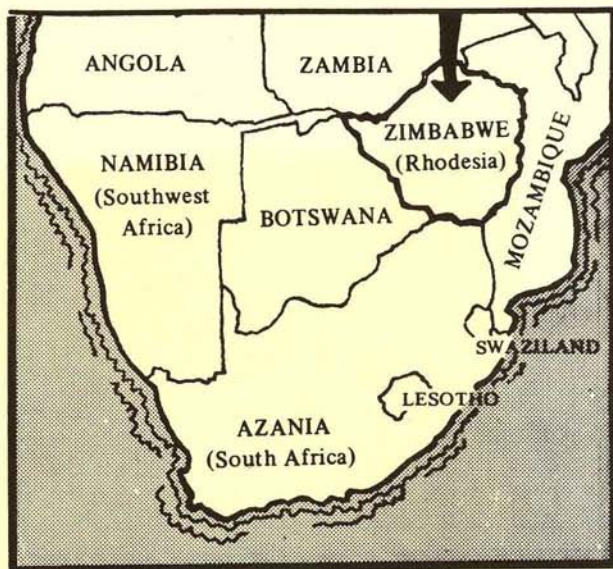 ANGOLA
ZAMBIA
ZIMBABWE
(Rhodesia)
NAMIBIA
(Southwest
Africa)
BOTSWANA
MOZAMBIQUE
SWAZILAND
LESOTHO
AZANIA
(South Africa)